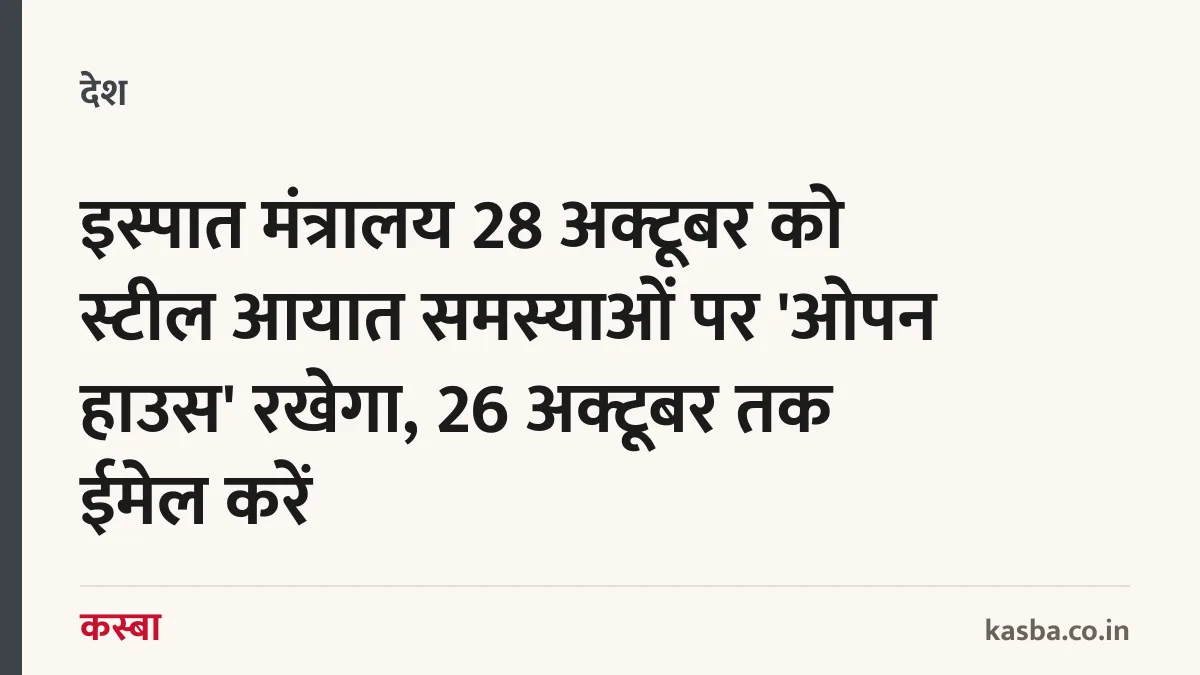 देश
इस्पात मंत्रालय 28 अक्टूबर को
स्टील आयात समस्याओं पर 'ओपन
हाउस' रखेगा, 26 अक्टूबर तक
ईमेल करें
कस्बा
kasba.co.in